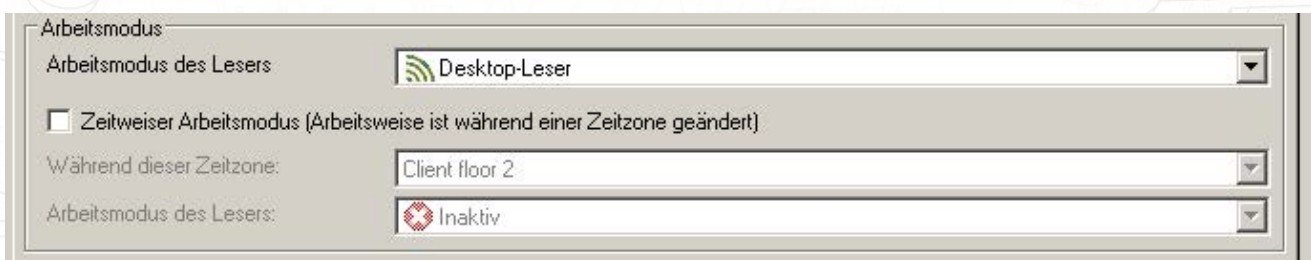 Arbeitsmodus
Arbeitsmodus des Lesers Desktop-Leser
Zeitweiser Arbeitsmodus (Arbeitsweise ist während einer Zeitzone geändert)
Während dieser Zeitzone: Client floor 2
Arbeitsmodus des Lesers: Inaktiv